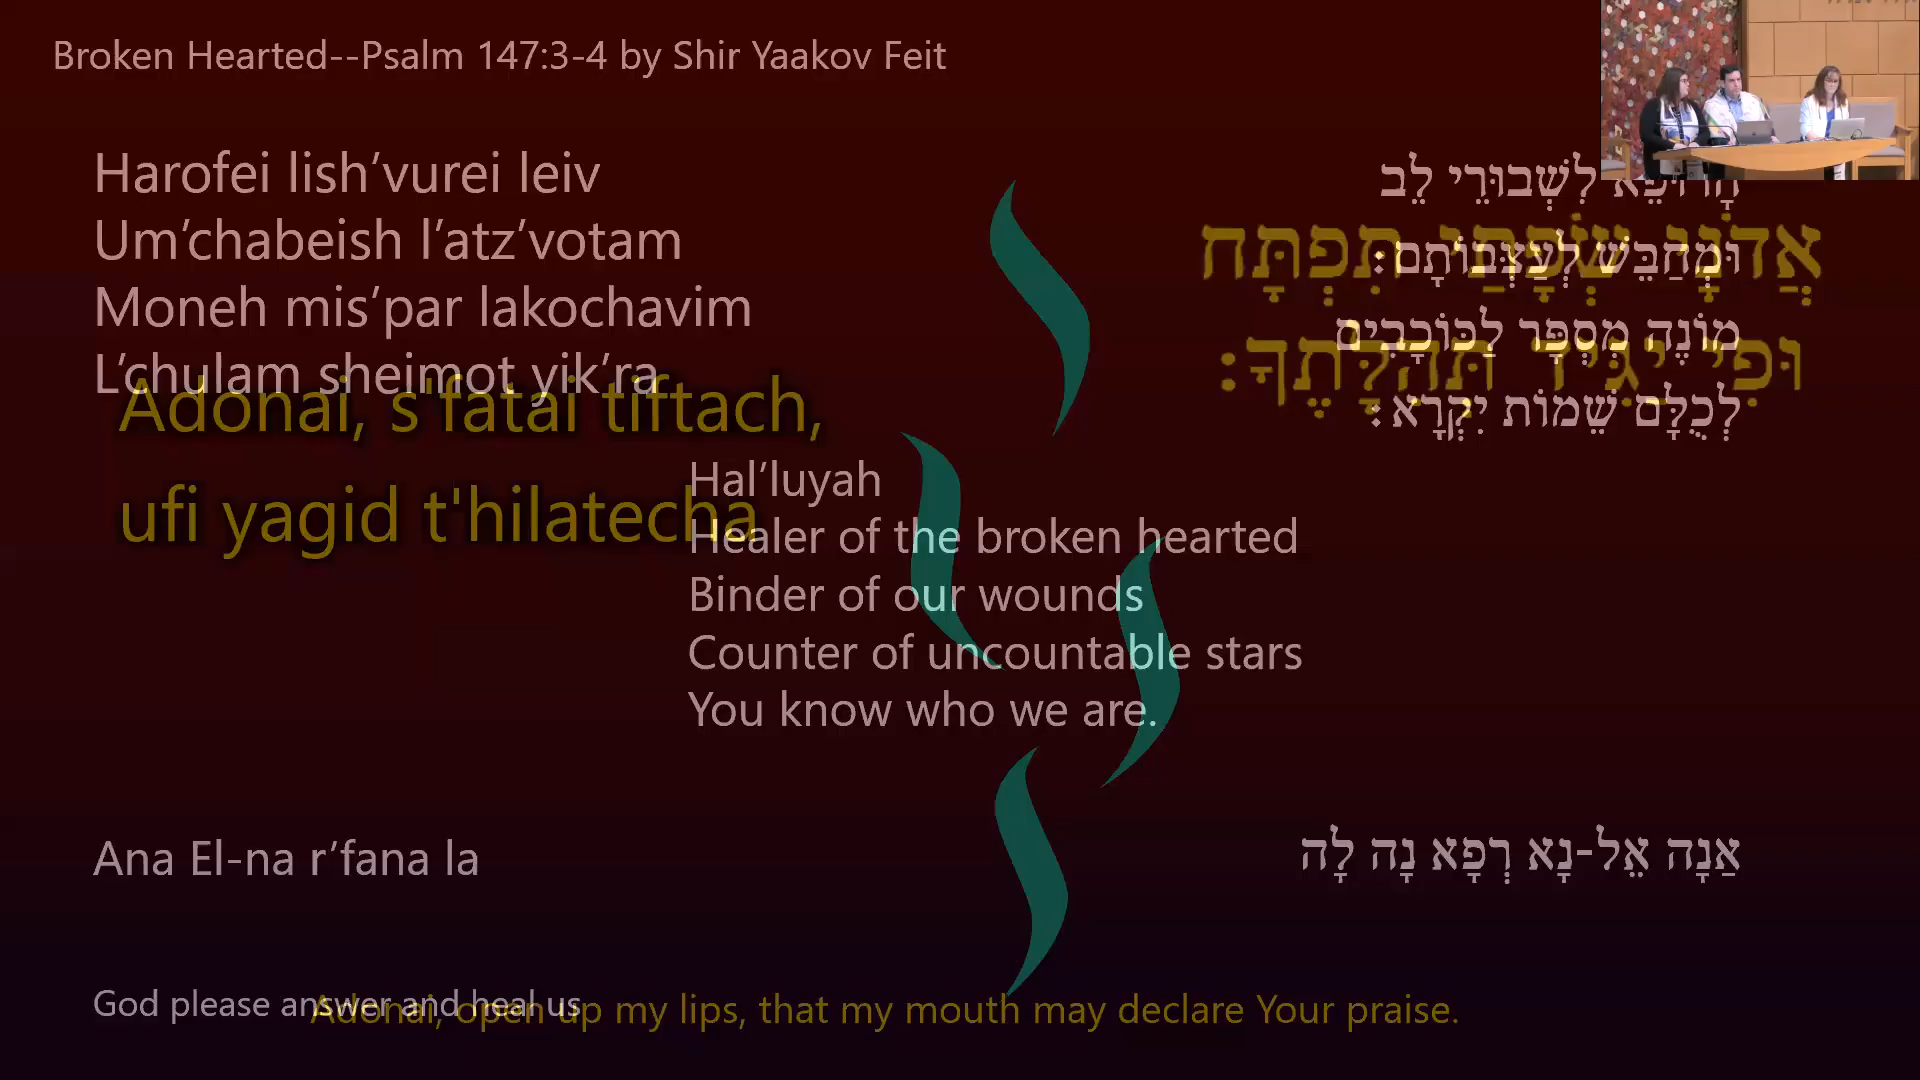 Broken Hearted--Psalm 147:3-4 by Shir Yaakov Feit
Harofei lish’vurei leiv
Um’chabeish l’atz’votam
Moneh mis’par lakochavim
L’chulam sheimot yik’ra
הָרוֹפֵא לִשְׁבוּרֵי לֵב
וּמְחַבֵּשׁ לְעַצְּבוֹתָם:
מוֹנֶה מִסְפָּר לַכּוֹכָבִים
לְכֻלָּם שֵׁמוֹת יִקְרָא:
אֲדֹנָי שְׂפָתַי תִּפְתָּח
וּפִי יַגִּיד תְּהִלָּתֶךָ:
Adonai, s'fatai tiftach,
ufi yagid t'hilatecha
Hal’luyah
Healer of the broken hearted
Binder of our wounds
Counter of uncountable stars
You know who we are.
Ana El-na r’fana la
אַנָּה אֵל-נָא רְפָא נָה לָהּ
God please answer and heal us
Adonai, open up my lips, that my mouth may declare Your praise.